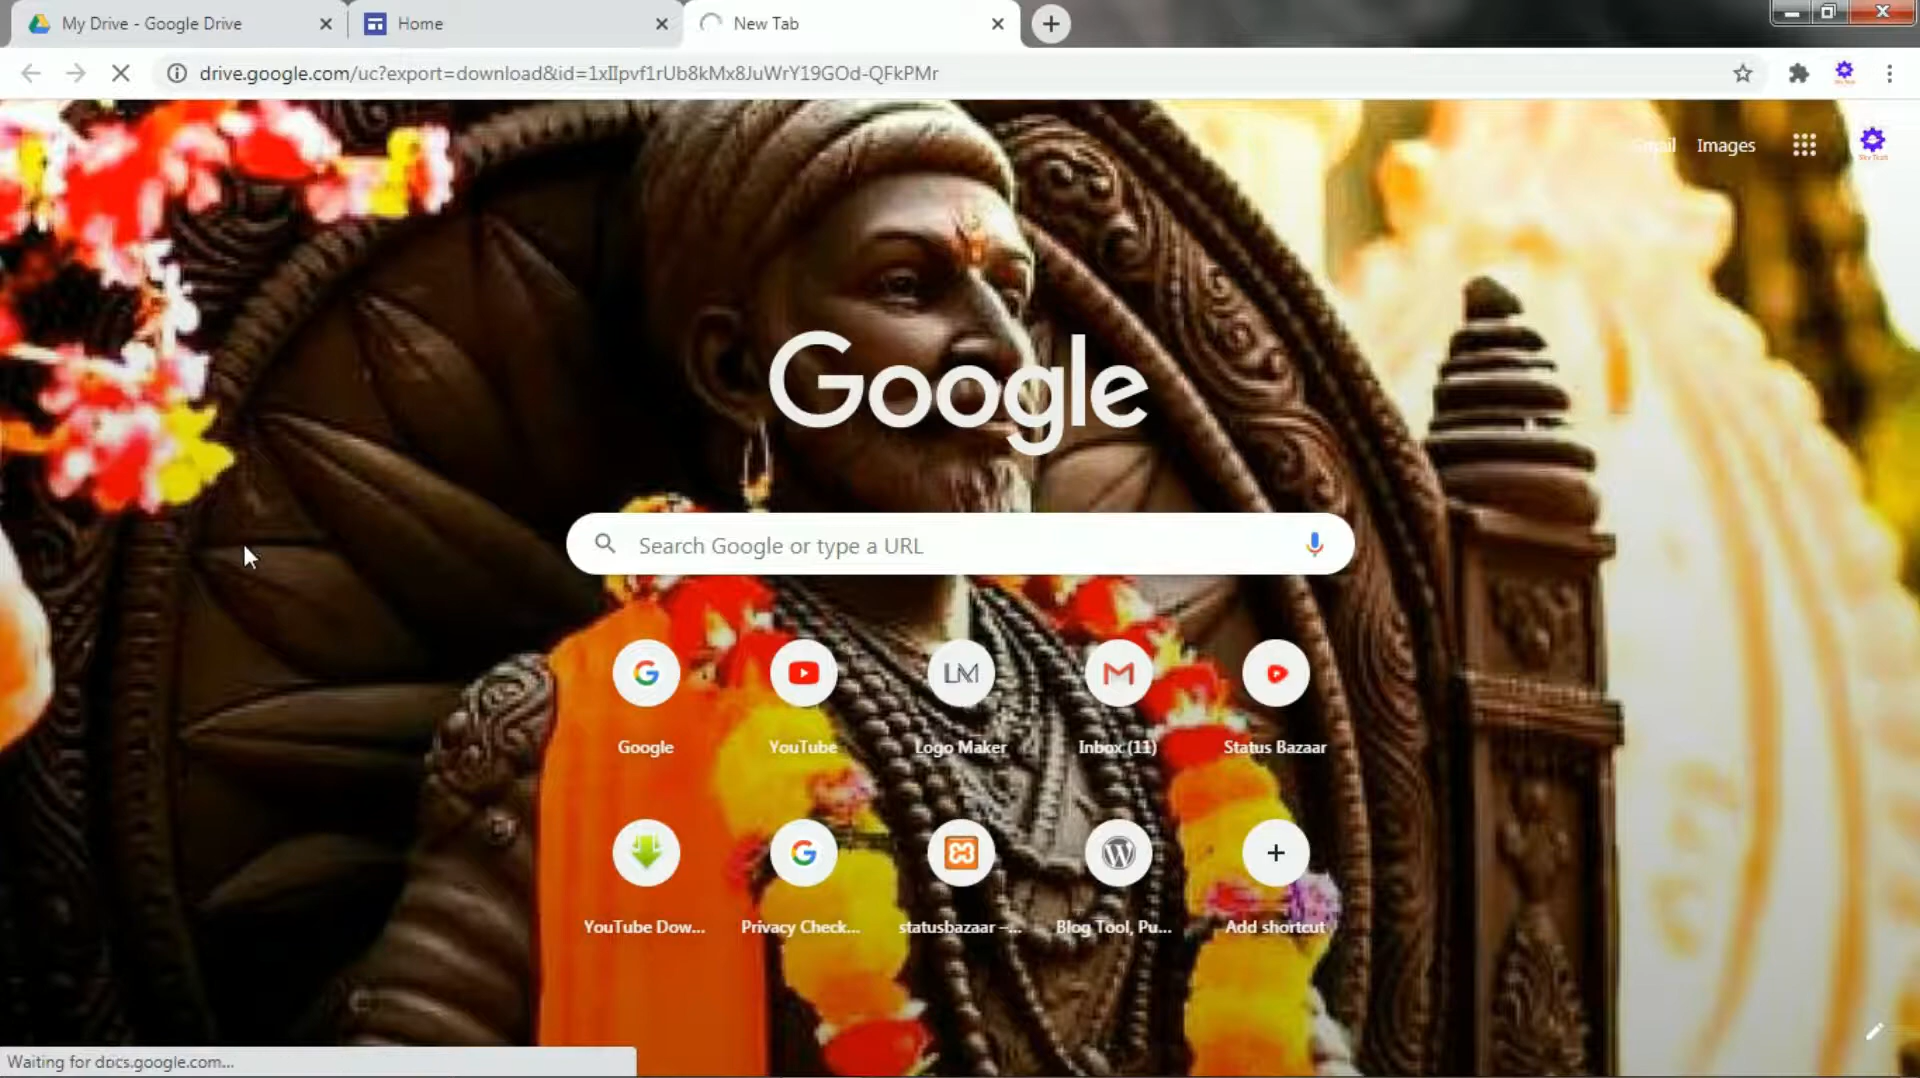 My Drive - Google Drive
Home
New Tab
drive.google.com/uc?export=download&id=1xIIpvf1rUb8kMx8JuWrY19GOd-QFkPMr
Gmail
Images
Google
Search Google or type a URL
LM
Google
YouTube
Logo Maker
Inbox (11)
Status Bazaar
YouTube Dow...
Privacy Check...
statusbazaar –...
Blog Tool, Pu...
Add shortcut
Waiting for docs.google.com...